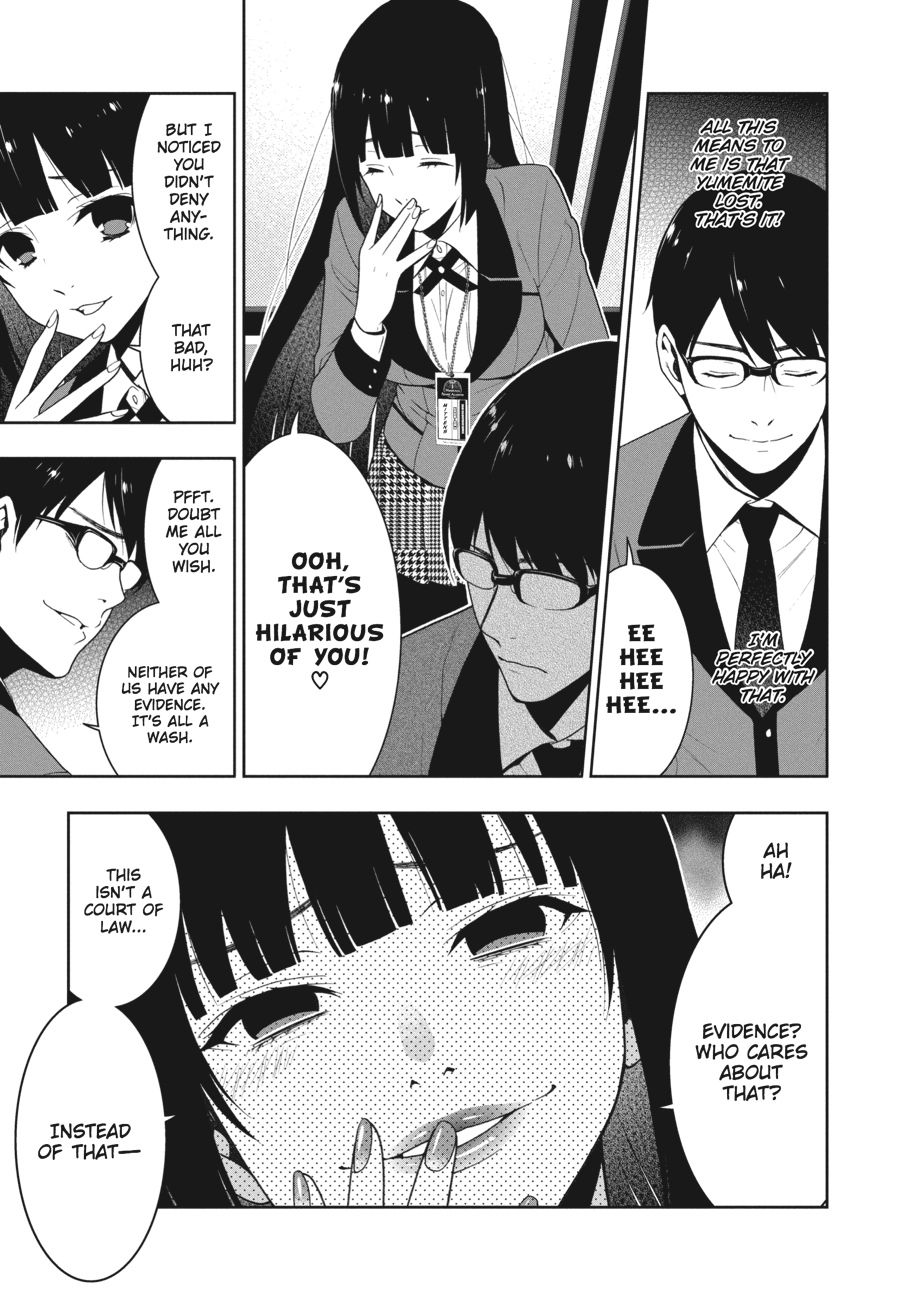 ALL THIS
MEANS TO
ME IS THAT
YUMEMITE
LOST.
THAT'S IT!
I'M
PERFECTLY
HAPPY WITH
THAT.
EE
HEE
HEE
HEE...
OOH,
THAT'S
JUST
HILARIOUS
OF YOU!
♡
KITTENS
BUT I
NOTICED
YOU
DIDN'T
DENY
ANY-
THING.
THAT
BAD,
HUH?
PFFT.
DOUBT
ME ALL
YOU
WISH.
NEITHER OF
US HAVE ANY
EVIDENCE.
IT'S ALL A
WASH.
AH
HA!
EVIDENCE?
WHO CARES
ABOUT
THAT?
THIS
ISN'T A
COURT OF
LAW...
INSTEAD
OF THAT—